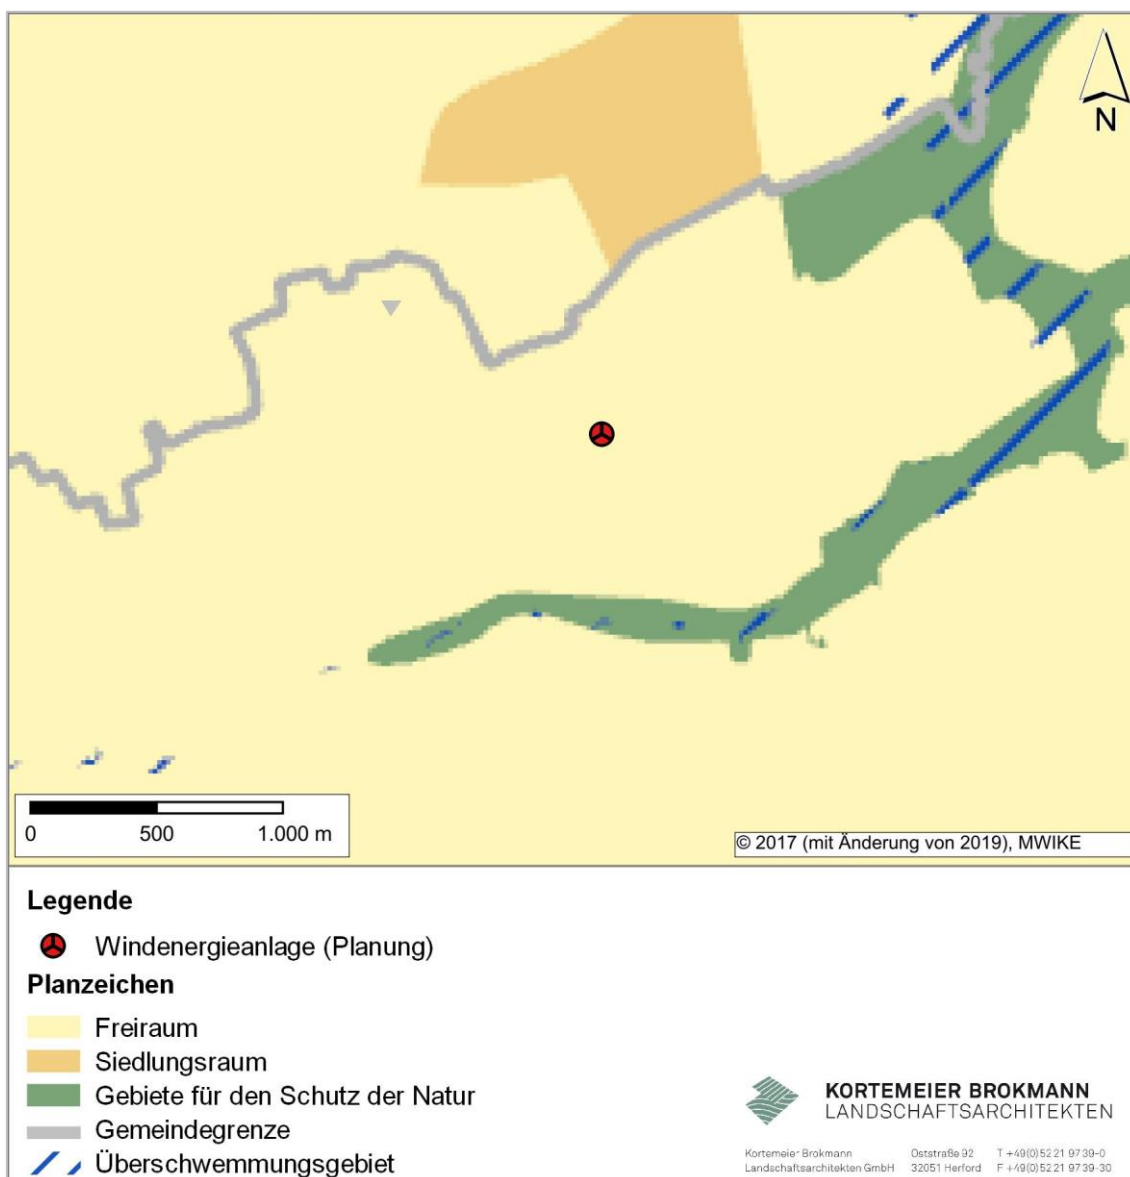 N
0 500 1.000 m
© 2017 (mit Änderung von 2019), MWIKE
Legende
Windenergieanlage (Planung)
Planzeichen
Freiraum
Siedlungsraum
Gebiete für den Schutz der Natur
Gemeindegrenze
Überschwemmungsgebiet
KORTEMEIER BROKMANN
LANDSCHAFTSARCHITEKTEN
Kortemeier Brokmann Oststraße 92 T +49(0)5221 9739-0
Landschaftsarchitekten GmbH 32051 Herford F +49(0)5221 9739-30